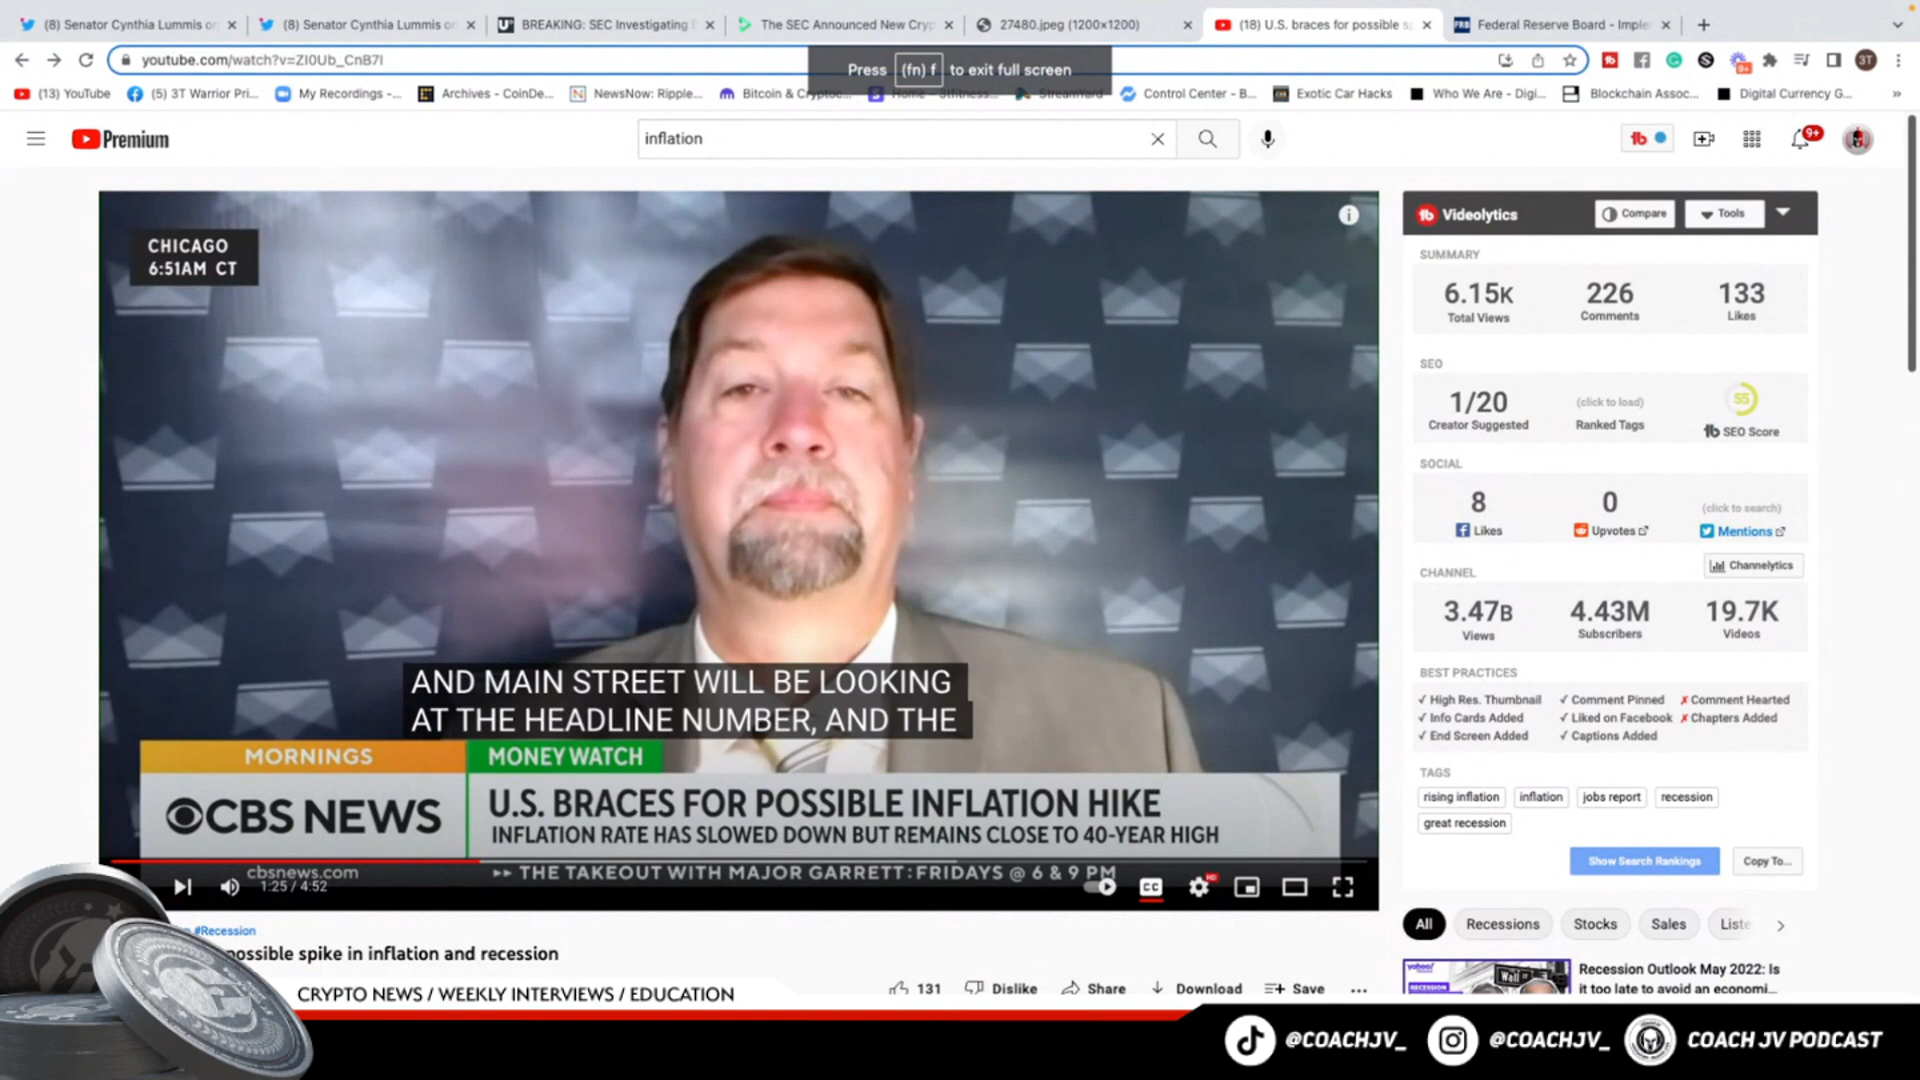 (8) Senator Cynthia Lummis on
(8) Senator Cynthia Lummis on
BREAKING: SEC Investigating
The SEC Announced New Cryp
27480.jpeg (1200×1200)
(18) U.S. braces for possible
Federal Reserve Board - Imple
youtube.com/watch?v=ZI0Ub_CnB7I
Press (fn) f to exit full screen
3T
(13) YouTube
(5) 3T Warrior Pri...
My Recordings -...
Archives - CoinDe...
NewsNow: Ripple...
Bitcoin & Cryptoc...
StreamYard
Control Center - B...
Exotic Car Hacks
Who We Are - Digi...
Blockchain Assoc...
Digital Currency G...
Premium
inflation
9+
CHICAGO
6:51AM CT
AND MAIN STREET WILL BE LOOKING
AT THE HEADLINE NUMBER, AND THE
MORNINGS
MONEY WATCH
CBS NEWS
U.S. BRACES FOR POSSIBLE INFLATION HIKE
INFLATION RATE HAS SLOWED DOWN BUT REMAINS CLOSE TO 40-YEAR HIGH
cbsnews.com
THE TAKEOUT WITH MAJOR GARRETT: FRIDAYS @ 6 & 9 PM
1:25 / 4:52
CC
HD
#Recession
possible spike in inflation and recession
131
Dislike
Share
Download
Save
Videolytics
Compare
Tools
SUMMARY
6.15K
226
133
Total Views
Comments
Likes
SEO
1/20
(click to load)
55
Creator Suggested
Ranked Tags
SEO Score
SOCIAL
8
0
(click to search)
Likes
Upvotes
Mentions
CHANNEL
Channelytics
3.47B
4.43M
19.7K
Views
Subscribers
Videos
BEST PRACTICES
✓ High Res. Thumbnail
✓ Comment Pinned
✗ Comment Hearted
✓ Info Cards Added
✓ Liked on Facebook
✗ Chapters Added
✓ End Screen Added
✓ Captions Added
TAGS
rising inflation
inflation
jobs report
recession
great recession
Show Search Rankings
Copy To...
All
Recessions
Stocks
Sales
Recession Outlook May 2022: Is
it too late to avoid an economi...
CRYPTO NEWS / WEEKLY INTERVIEWS / EDUCATION
@COACHJV_
@COACHJV_
COACH JV PODCAST